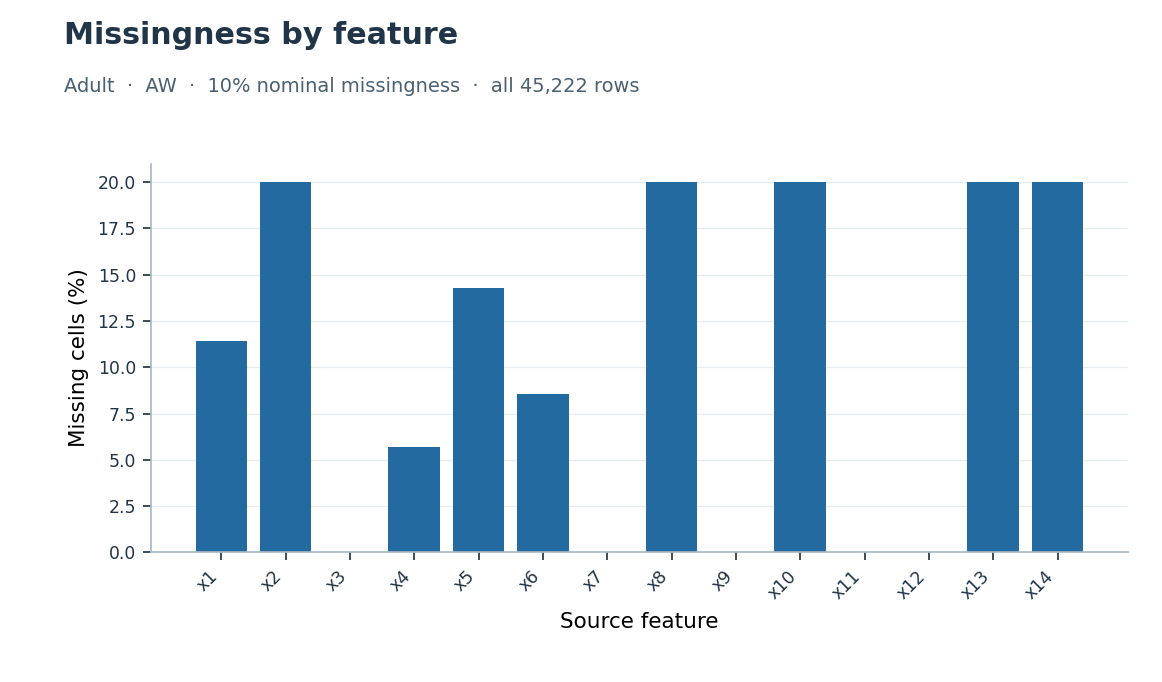 Missingness by feature
Adult · AW · 10% nominal missingness · all 45,222 rows
20.0
17.5
15.0
12.5
10.0
7.5
5.0
2.5
0.0
Missing cells (%)
x1 x2 x3 x4 x5 x6 x7 x8 x9 x10 x11 x12 x13 x14
Source feature